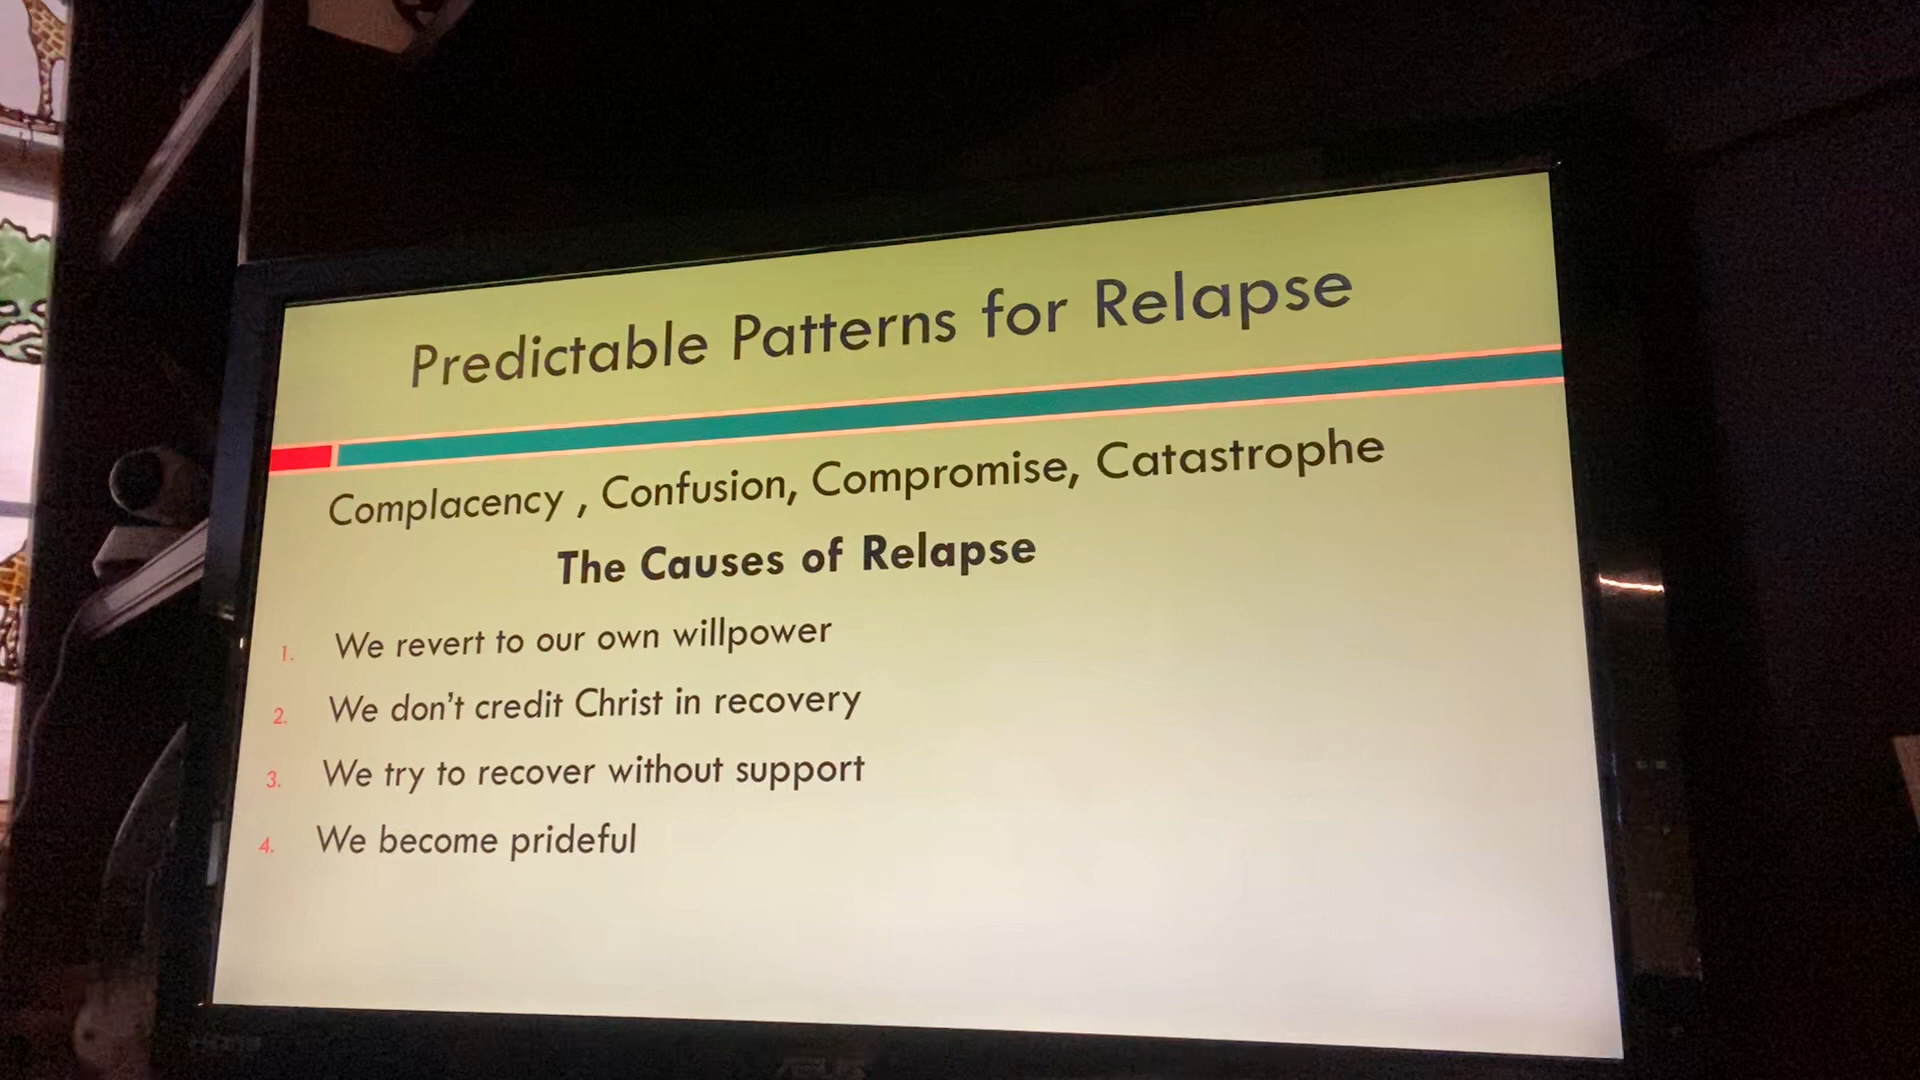 Predictable Patterns for Relapse
Complacency , Confusion, Compromise, Catastrophe
The Causes of Relapse
1. We revert to our own willpower
2. We don't credit Christ in recovery
3. We try to recover without support
4. We become prideful
ASUS